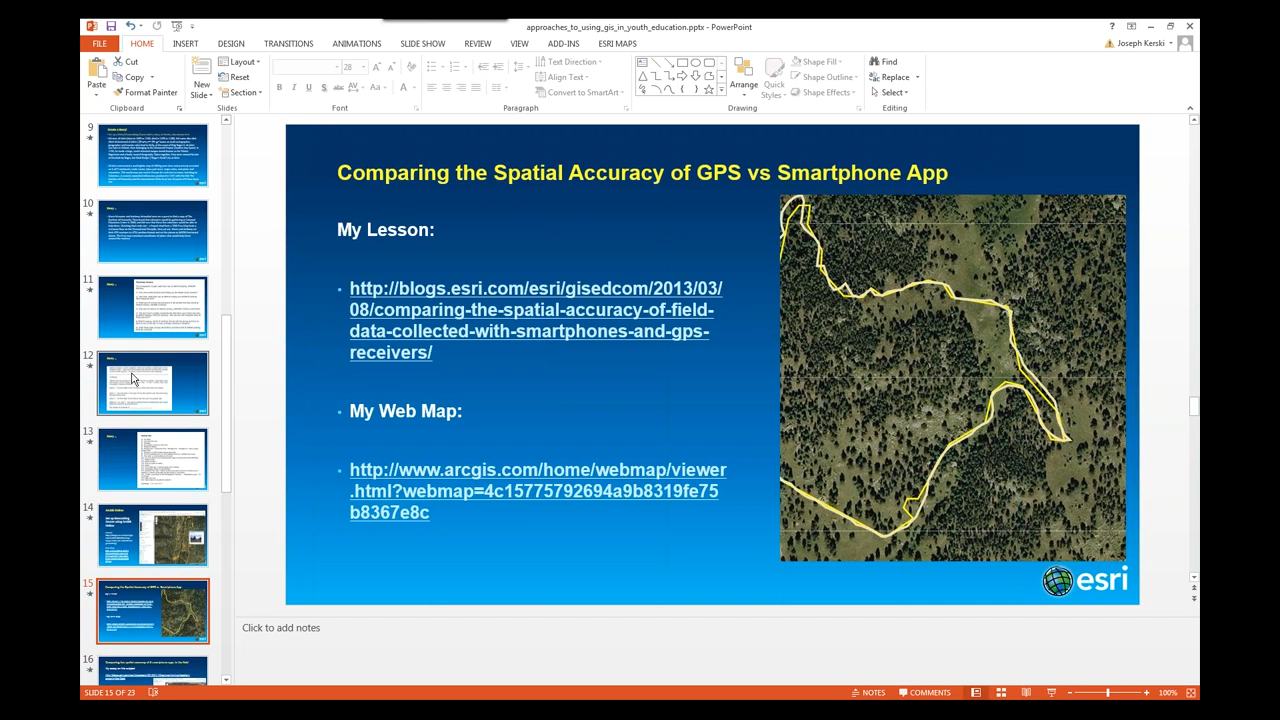 approaches_to_using_gis_in_youth_education.pptx - PowerPoint
FILE
HOME
INSERT
DESIGN
TRANSITIONS
ANIMATIONS
SLIDE SHOW
REVIEW
VIEW
ADD-INS
ESRI MAPS
Joseph Kerski
Paste
Cut
Copy
Format Painter
Clipboard
New
Slide
Layout
Reset
Section
Slides
28
Font
Text Direction
Align Text
Convert to SmartArt
Paragraph
Arrange
Quick
Styles
Shape Fill
Shape Outline
Shape Effects
Drawing
Find
Replace
Select
Editing
9
10
11
12
13
14
15
16
Comparing the Spatial Accuracy of GPS vs Smartphone App
My Lesson:
http://blogs.esri.com/esri/gisedcom/2013/03/
08/comparing-the-spatial-accuracy-of-field-
data-collected-with-smartphones-and-gps-
receivers/
My Web Map:
http://www.arcgis.com/home/webmap/viewer
.html?webmap=4c15775792694a9b8319fe75
b8367e8c
esri
Click to add notes
SLIDE 15 OF 23
NOTES
COMMENTS
100%